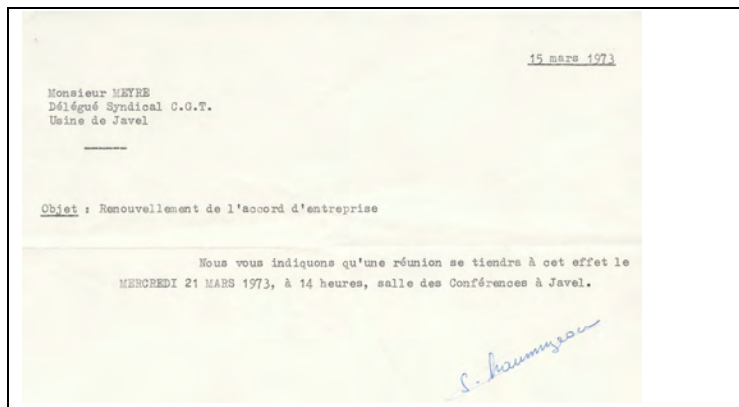 15 mars 1973
Monsieur MEYRE
Délégué Syndical C.G.T.
Usine de Javel
Objet : Renouvellement de l'accord d'entreprise
Nous vous indiquons qu'une réunion se tiendra à cet effet le
MERCREDI 21 MARS 1973, à 14 heures, salle des Conférences à Javel.